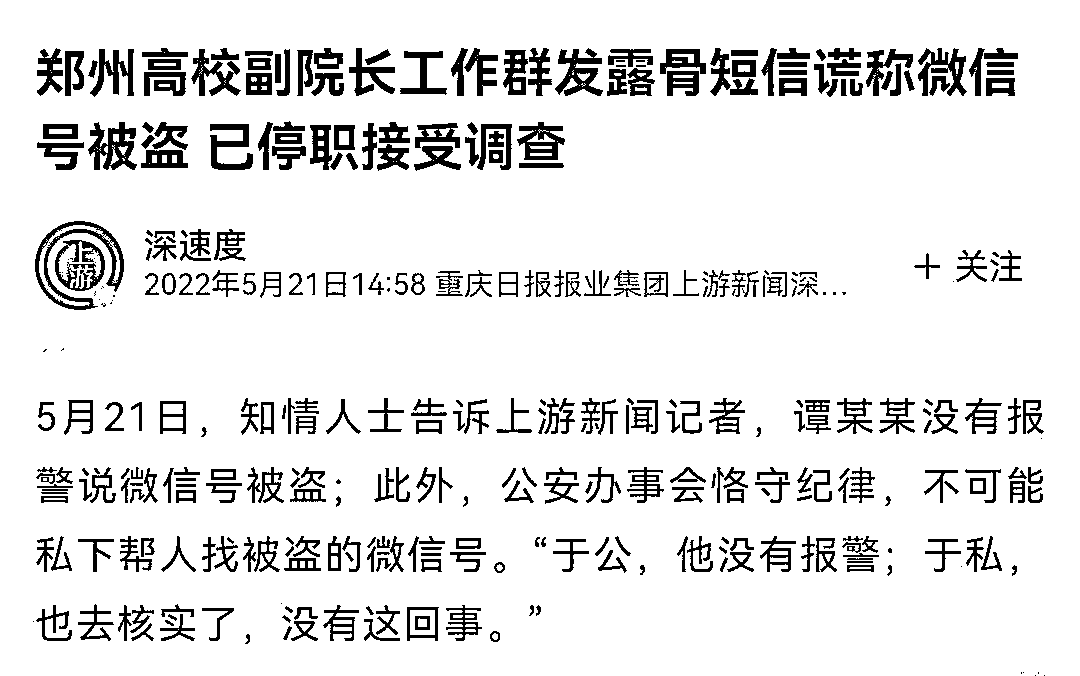 郑州高校副院长工作群发露骨短信谎称微信
号被盗 已停职接受调查
上游
深速度
2022年5月21日14:58 重庆日报报业集团上游新闻深...
+ 关注
5月21日，知情人士告诉上游新闻记者，谭某某没有报
警说微信号被盗；此外，公安办事会恪守纪律，不可能
私下帮人找被盗的微信号。“于公，他没有报警；于私，
也去核实了，没有这回事。”